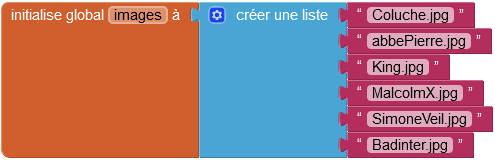 initialise global images à créer une liste " Coluche.jpg "
" abbePierre.jpg "
" King.jpg "
" MalcolmX.jpg "
" SimoneVeil.jpg "
" Badinter.jpg "